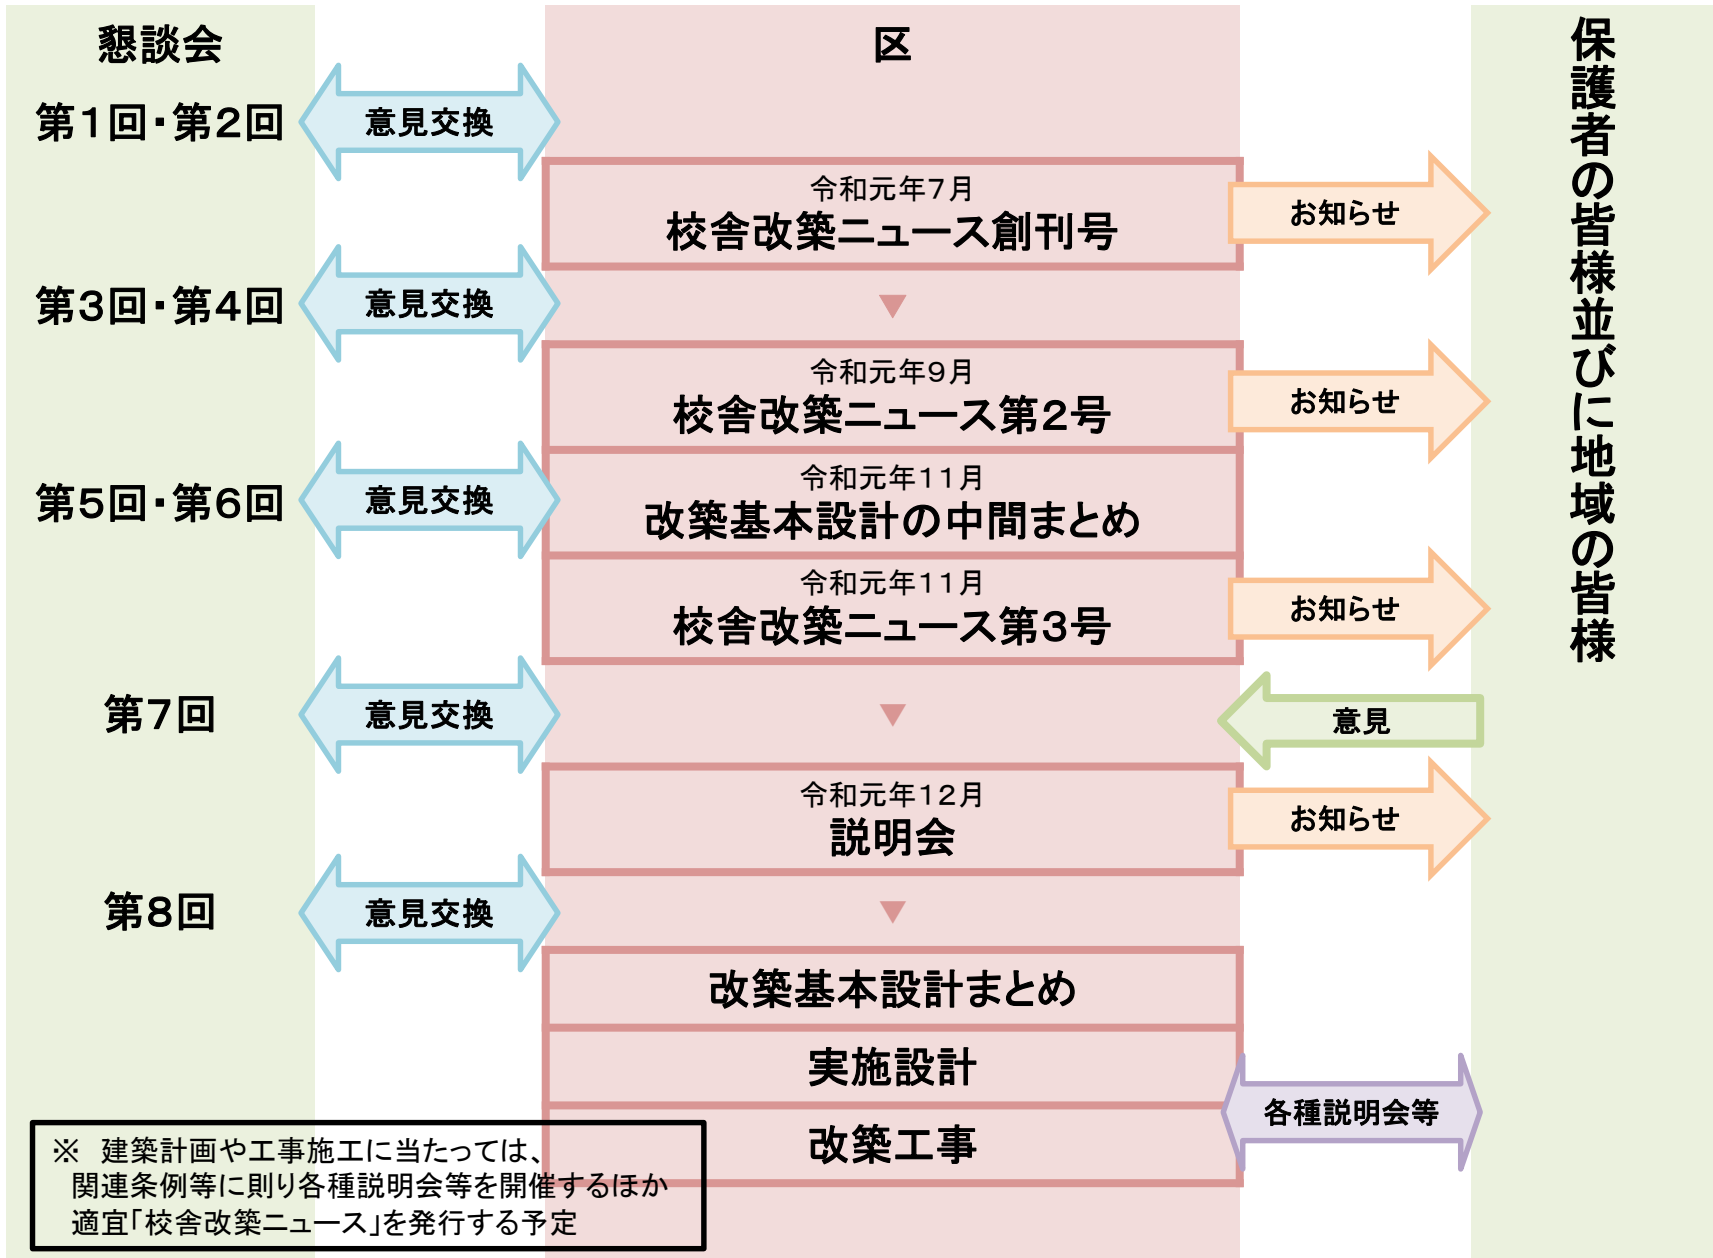 懇談会
区
保護者の皆様並びに地域の皆様
第1回・第2回
意見交換
令和元年7月
校舎改築ニュース創刊号
お知らせ
第3回・第4回
意見交換
▼
令和元年9月
校舎改築ニュース第2号
お知らせ
第5回・第6回
意見交換
令和元年11月
改築基本設計の中間まとめ
令和元年11月
校舎改築ニュース第3号
お知らせ
第7回
意見交換
▼
意見
令和元年12月
説明会
お知らせ
第8回
意見交換
▼
改築基本設計まとめ
実施設計
各種説明会等
改築工事
※ 建築計画や工事施工に当たっては、
関連条例等に則り各種説明会等を開催するほか
適宜「校舎改築ニュース」を発行する予定